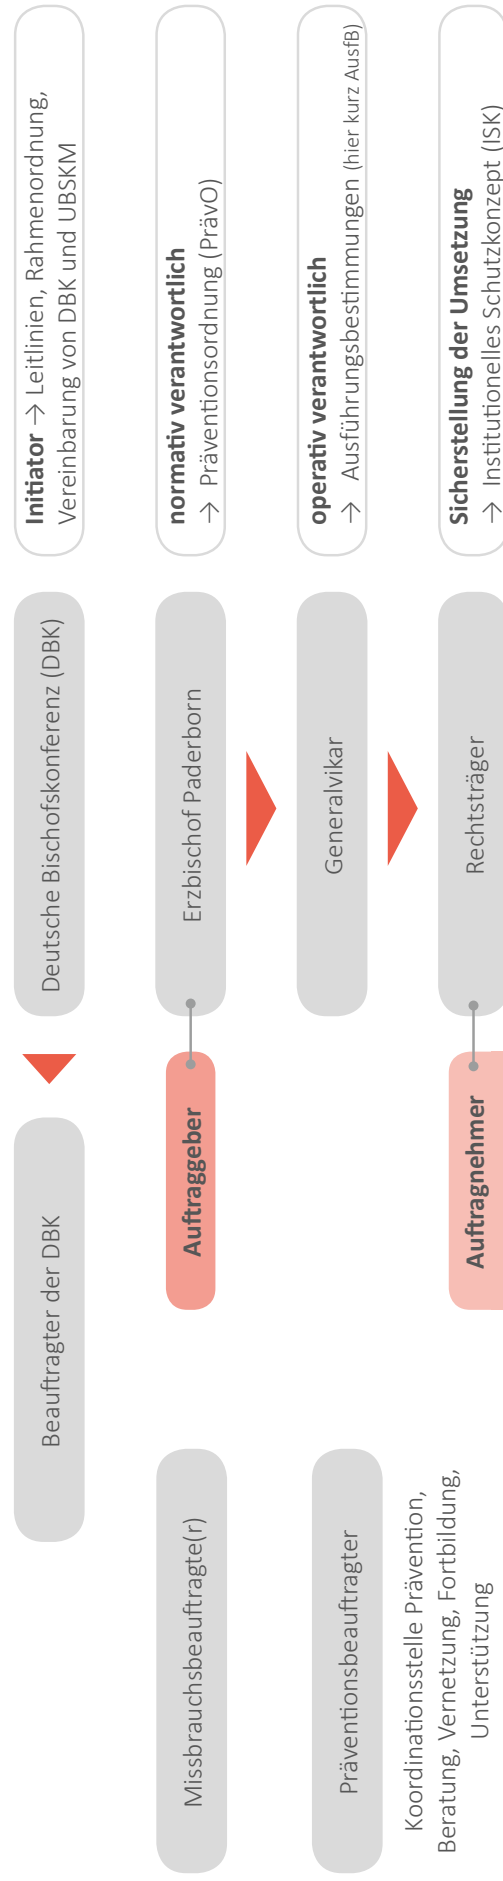 Beauftragter der DBK
Deutsche Bischofskonferenz (DBK)
Initiator → Leitlinien, Rahmenordnung,
Vereinbarung von DBK und UBSKM
Missbrauchsbeauftragte(r)
Auftraggeber
Erzbischof Paderborn
normativ verantwortlich
→ Präventionsordnung (PrävO)
Präventionsbeauftragter
Generalvikar
operativ verantwortlich
→ Ausführungsbestimmungen (hier kurz AusfB)
Koordinationsstelle Prävention,
Beratung, Vernetzung, Fortbildung,
Unterstützung
Auftragnehmer
Rechtsträger
Sicherstellung der Umsetzung
→ Institutionelles Schutzkonzept (ISK)